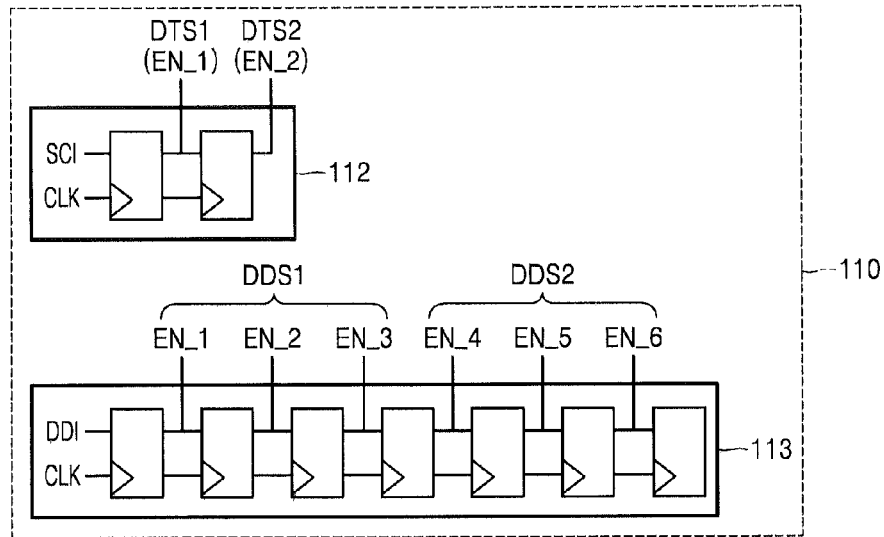 DTS1 DTS2
(EN_1) (EN_2)
SCI
CLK
112
110
DDS1 DDS2
EN_1 EN_2 EN_3 EN_4 EN_5 EN_6
DDI
CLK
113